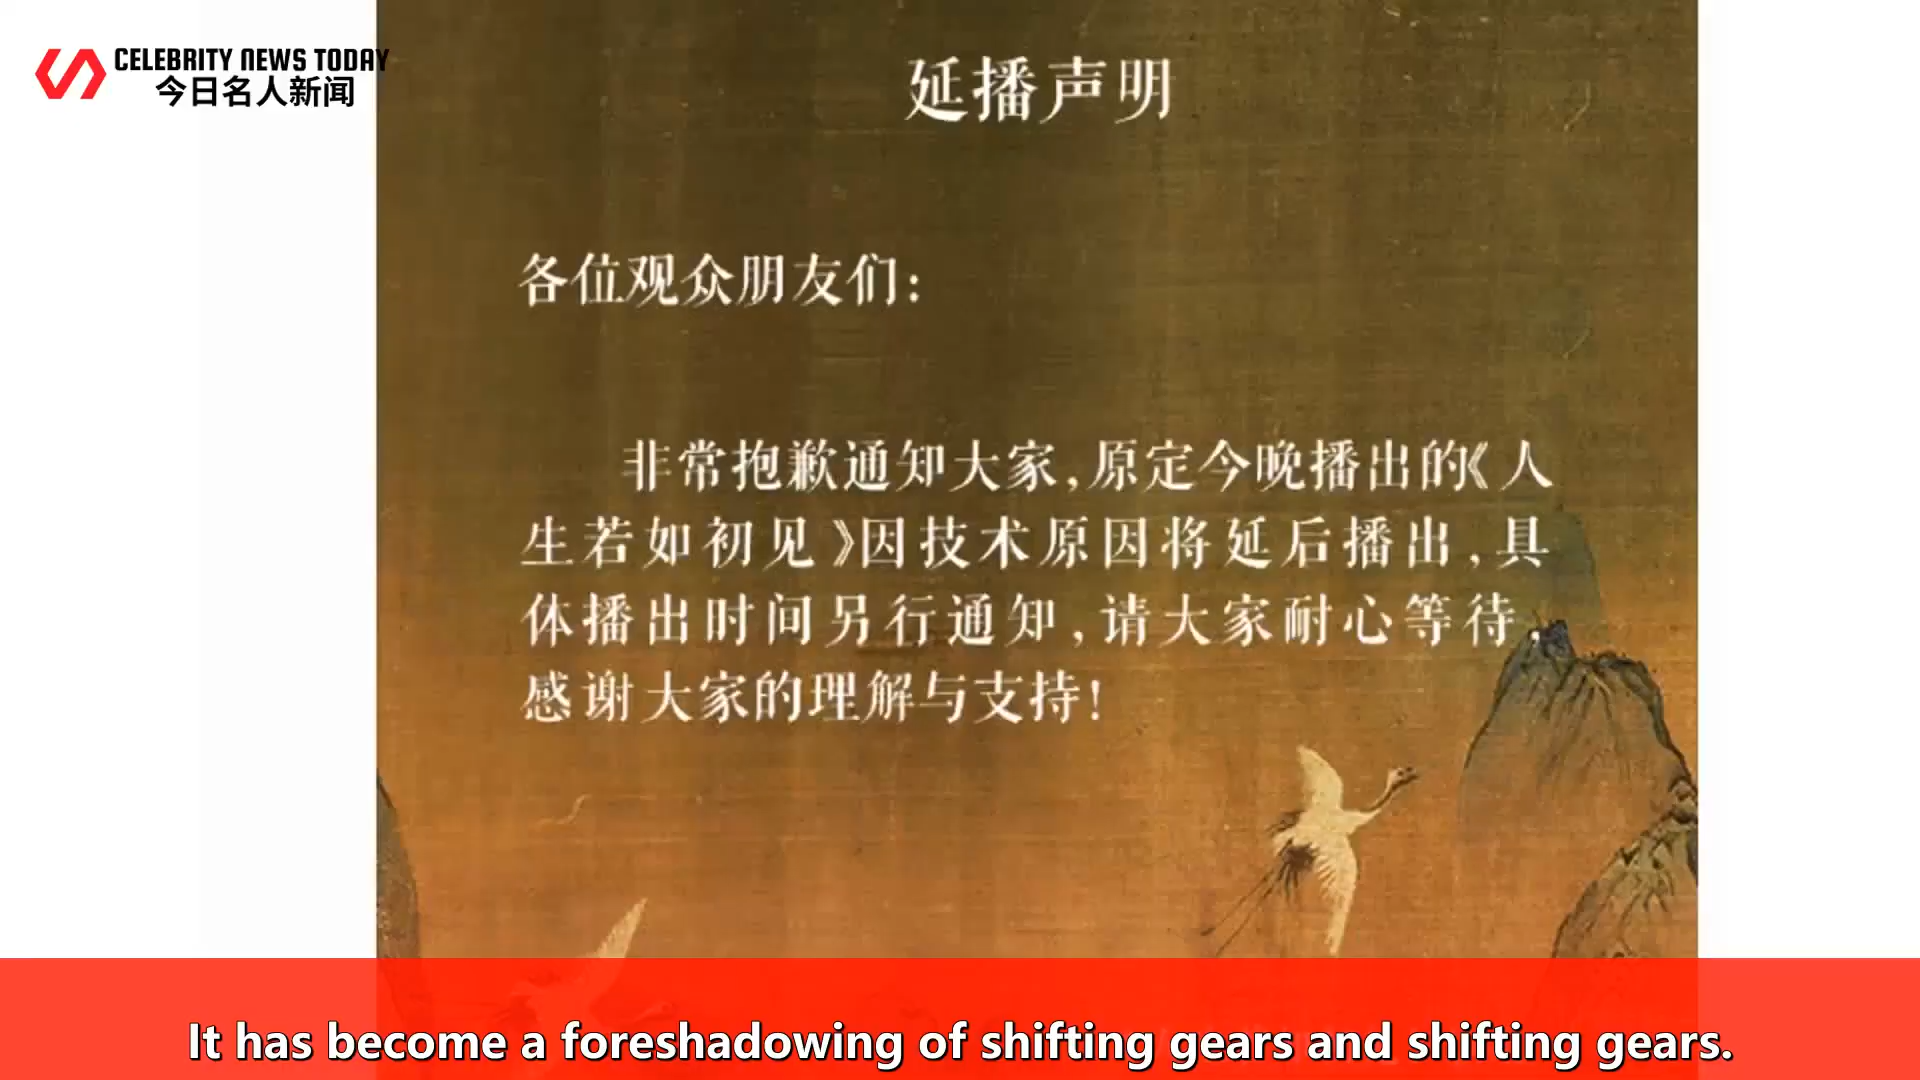 CELEBRITY NEWS TODAY
今日名人新闻
延播声明
各位观众朋友们：
非常抱歉通知大家，原定今晚播出的《人
生若如初见》因技术原因将延后播出，具
体播出时间另行通知，请大家耐心等待。
感谢大家的理解与支持！
It has become a foreshadowing of shifting gears and shifting gears.